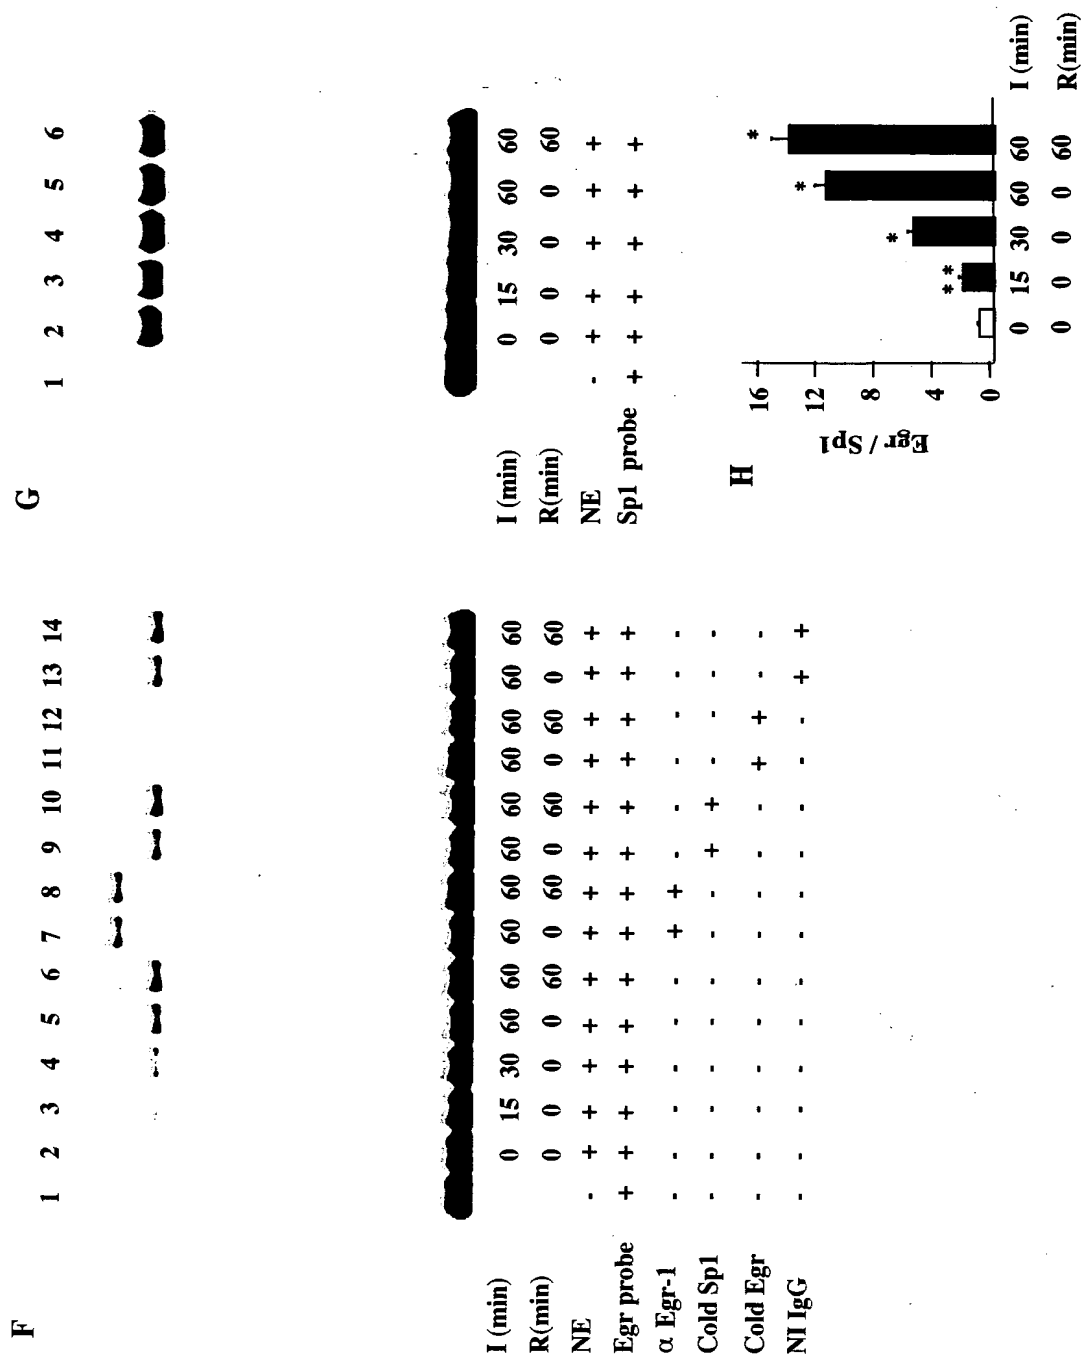 F
1 2 3 4 5 6 7 8 9 10 11 12 13 14
I (min) 0 15 30 60 60 60 60 60 60 60 60 60 60
R(min) 0 0 0 0 60 0 60 0 60 0 60 0 60
NE - + + + + + + + + + + + + +
Egr probe + + + + + + + + + + + + + +
α Egr-1 - - - - - - + + - - - - - -
Cold Sp1 - - - - - - - - + + - - - -
Cold Egr - - - - - - - - - - + + - -
NI IgG - - - - - - - - - - - - + +
G
1 2 3 4 5 6
I (min) 0 15 30 60 60
R(min) 0 0 0 0 60
NE - + + + + +
Sp1 probe + + + + + +
H
Egr / Sp1
16
12
8
4
0
** * * *
0 15 30 60 60 I (min)
0 0 0 0 60 R(min)